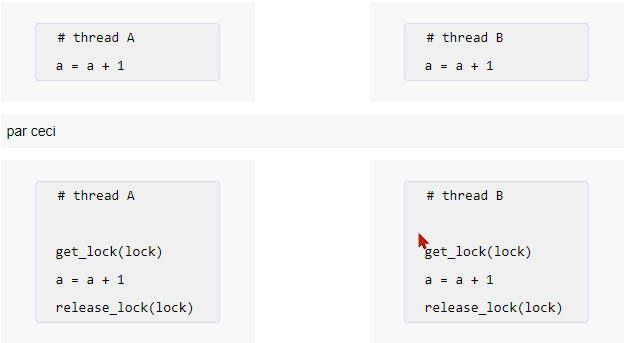 # thread A
a = a + 1
# thread B
a = a + 1
par ceci
# thread A
get_lock(lock)
a = a + 1
release_lock(lock)
# thread B
get_lock(lock)
a = a + 1
release_lock(lock)